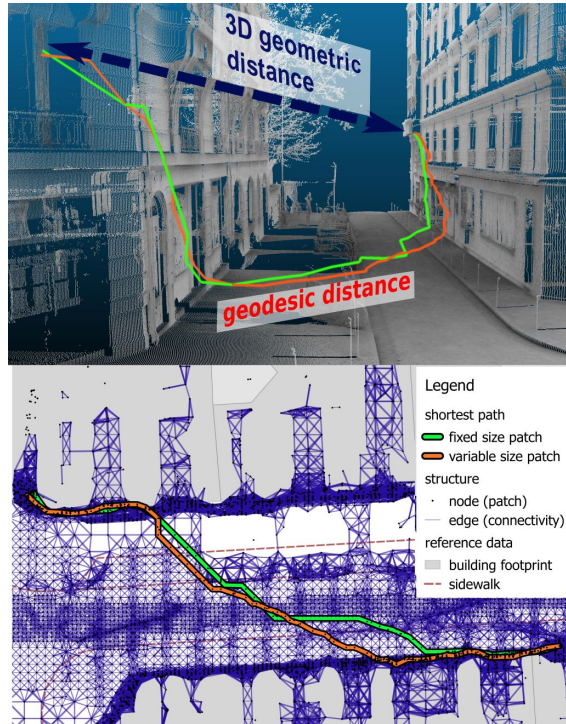 3D geometric
distance
geodesic distance
Legend
shortest path
fixed size patch
variable size patch
structure
node (patch)
edge (connectivity)
reference data
building footprint
sidewalk